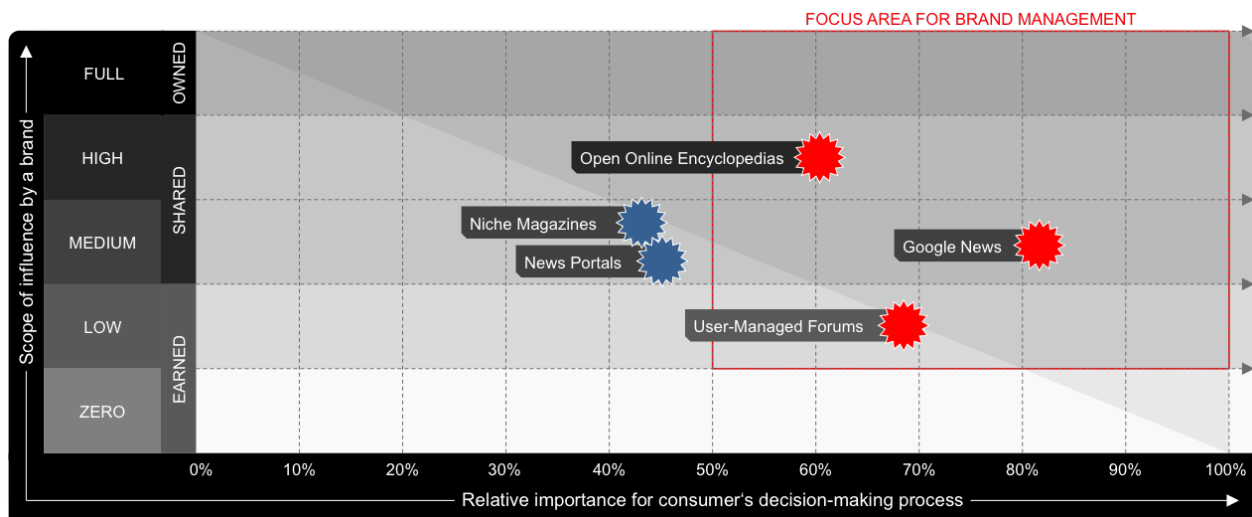 FOCUS AREA FOR BRAND MANAGEMENT
Scope of influence by a brand
FULL
HIGH
MEDIUM
LOW
ZERO
OWNED
SHARED
EARNED
Open Online Encyclopedias
Niche Magazines
News Portals
Google News
User-Managed Forums
0% 10% 20% 30% 40% 50% 60% 70% 80% 90% 100%
Relative importance for consumer's decision-making process